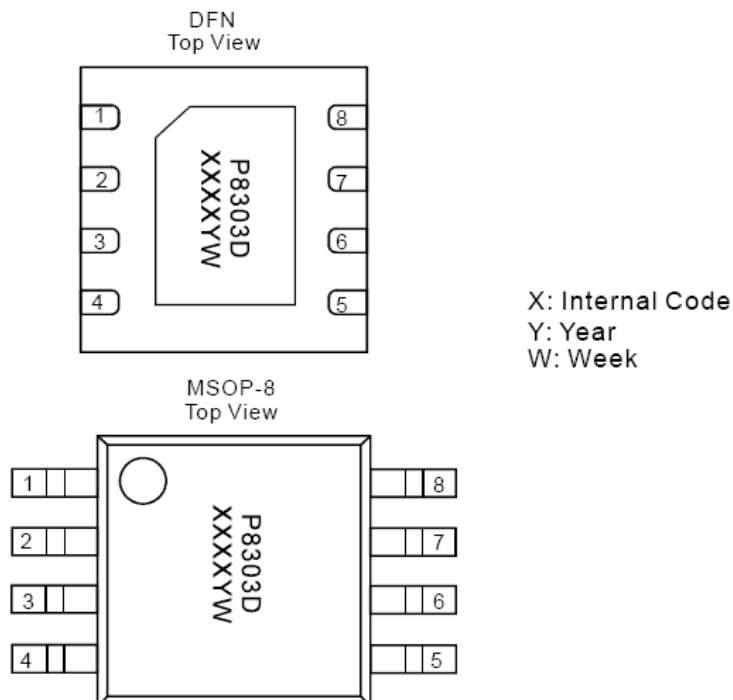 DFN
Top View
1
8
2
7
3
6
4
5
P8303D
XXXXYW
X: Internal Code
Y: Year
W: Week
MSOP-8
Top View
1
8
2
7
3
6
4
5
P8303D
XXXXYW